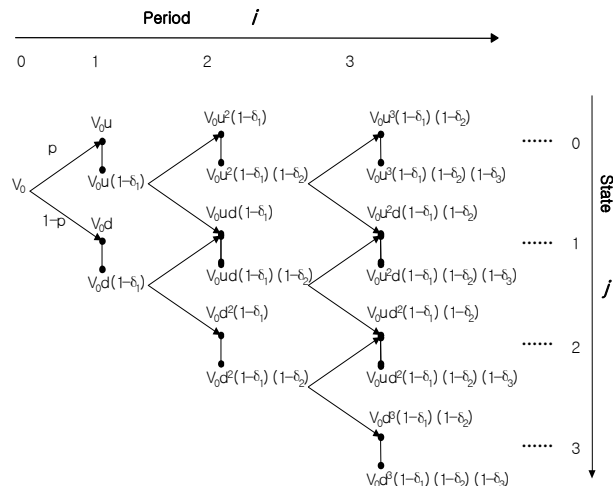 Period i
0 1 2 3
V₀u²(1-δ₁) V₀u³(1-δ₁) (1-δ₂)
V₀u
p
...... 0
V₀u(1-δ₁) V₀u²(1-δ₁) (1-δ₂) V₀u³(1-δ₁) (1-δ₂) (1-δ₃)
V₀
V₀ud(1-δ₁) V₀u²d(1-δ₁) (1-δ₂)
1-p
V₀d
...... 1
V₀d(1-δ₁) V₀ud(1-δ₁) (1-δ₂) V₀u²d(1-δ₁) (1-δ₂) (1-δ₃)
V₀d²(1-δ₁) V₀ud²(1-δ₁) (1-δ₂)
...... 2
V₀d²(1-δ₁) (1-δ₂) V₀ud²(1-δ₁) (1-δ₂) (1-δ₃)
V₀d³(1-δ₁) (1-δ₂)
...... 3
V₀d³(1-δ₁) (1-δ₂) (1-δ₃)
State j